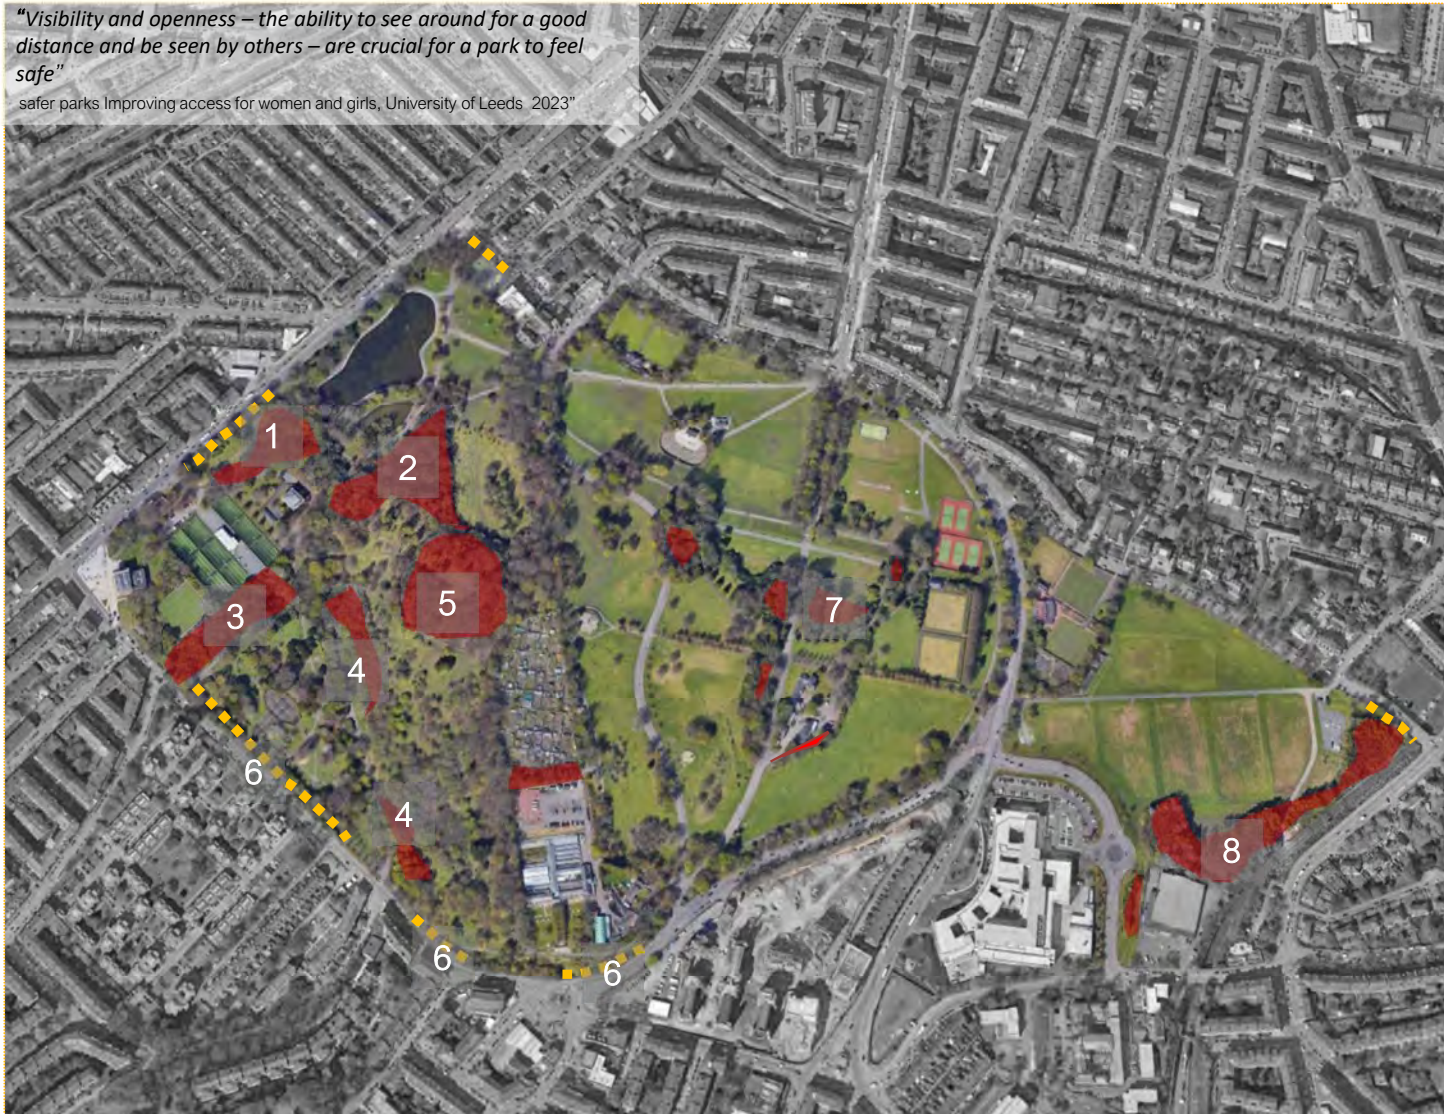 “Visibility and openness – the ability to see around for a good
distance and be seen by others – are crucial for a park to feel
safe”
safer parks Improving access for women and girls, University of Leeds 2023”
1
2
3
5
4
7
6
4
8
6
6